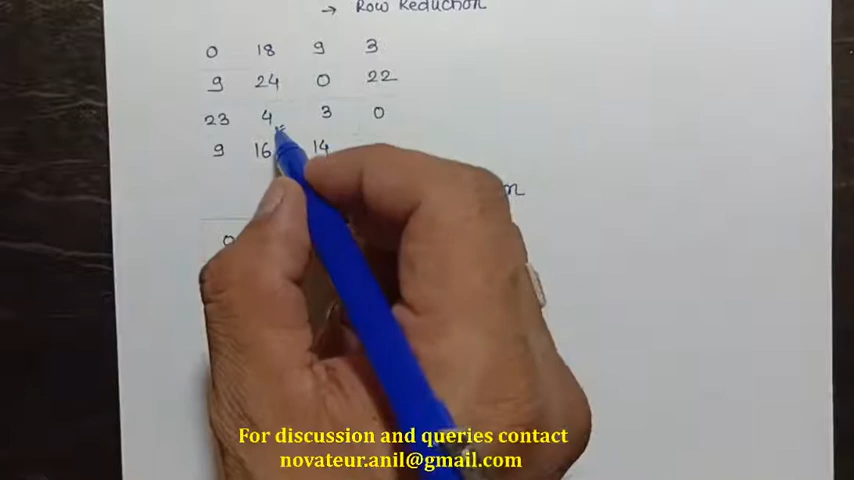 → Row Reduction
0 18 9 3
9 24 0 22
23 4 3 0
9 16 14
n
0
For discussion and queries contact
novateur.anil@gmail.com